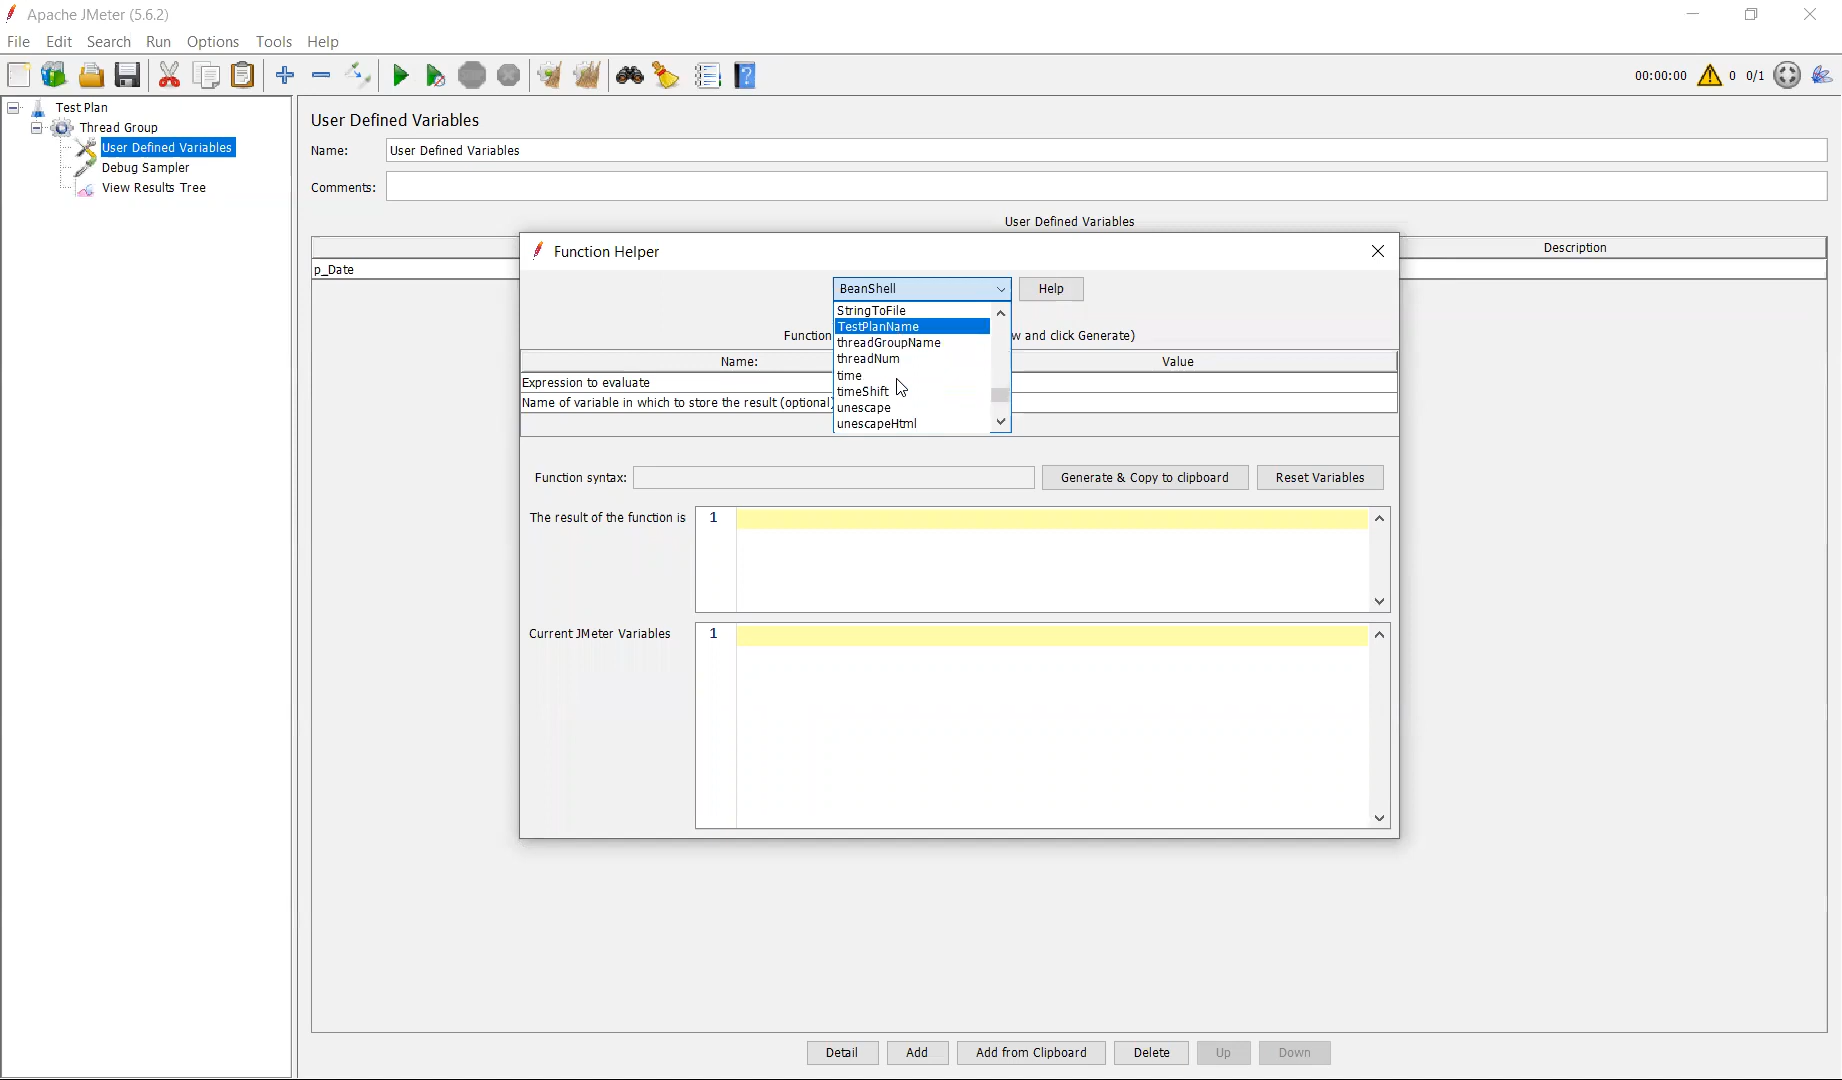 Apache JMeter (5.6.2)
File Edit Search Run Options Tools Help
00:00:00 0 0/1
Test Plan
Thread Group
User Defined Variables
Debug Sampler
View Results Tree
User Defined Variables
Name: User Defined Variables
Comments:
User Defined Variables
Description
p_Date
Function Helper
BeanShell Help
StringToFile
TestPlanName
threadGroupName
threadNum
time
timeShift
unescape
unescapeHtml
Function w and click Generate)
Name: Value
Expression to evaluate
Name of variable in which to store the result (optional)
Function syntax: Generate & Copy to clipboard Reset Variables
The result of the function is 1
Current JMeter Variables 1
Detail Add Add from Clipboard Delete Up Down